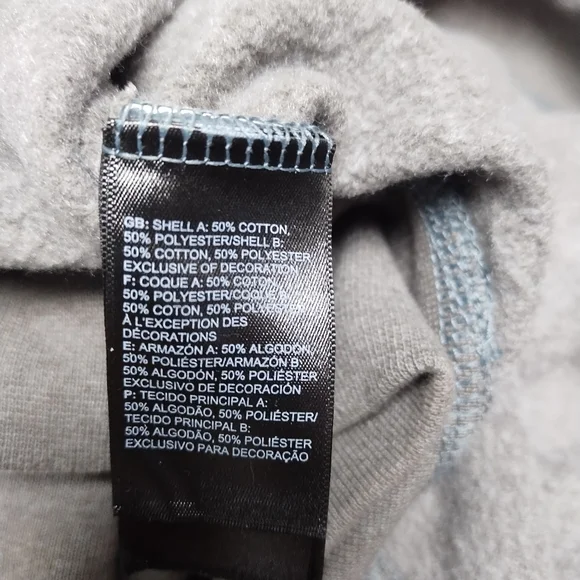 GB: SHELL A: 50% COTTON,
50% POLYESTER/SHELL B:
50% COTTON, 50% POLYESTER
EXCLUSIVE OF DECORATION
F: COQUE A: 50% COTON,
50% POLYESTER/COQUE B:
50% COTON, 50% POLYESTER
À L'EXCEPTION DES
DÉCORATIONS
E: ARMAZÓN A: 50% ALGODÓN,
50% POLIÉSTER/ARMAZÓN B:
50% ALGODÓN, 50% POLIÉSTER
EXCLUSIVO DE DECORACIÓN
P: TECIDO PRINCIPAL A:
50% ALGODÃO, 50% POLIÉSTER/
TECIDO PRINCIPAL B:
50% ALGODÃO, 50% POLIÉSTER
EXCLUSIVO PARA DECORAÇÃO